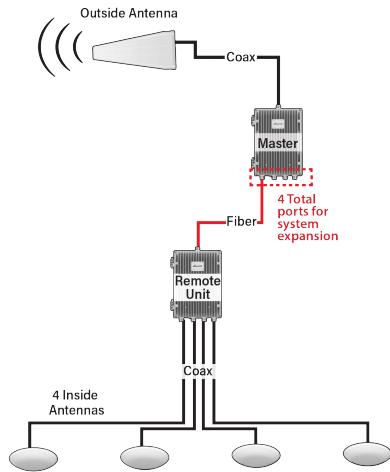 Outside Antenna
Coax
Master
4 Total
ports for
system
expansion
Fiber
Remote
Unit
Coax
4 Inside
Antennas